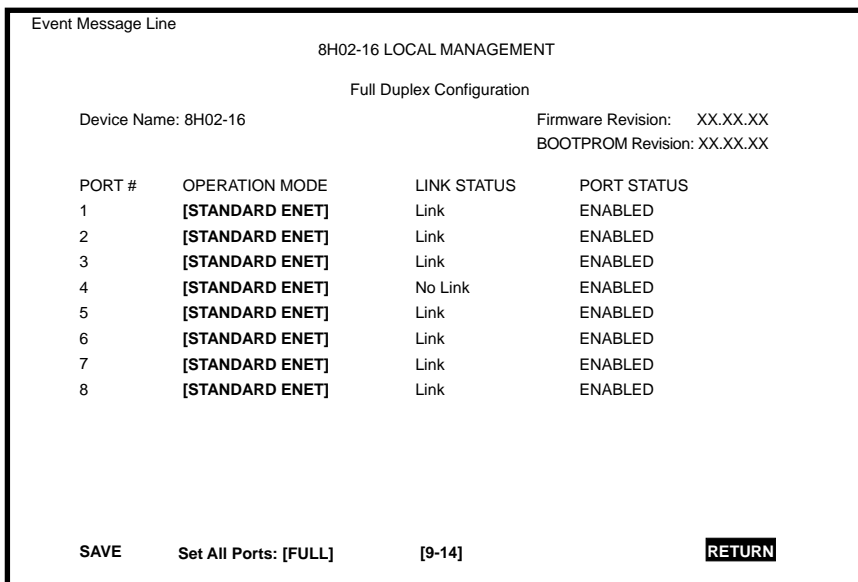 Event Message Line
8H02-16 LOCAL MANAGEMENT
Full Duplex Configuration
Device Name: 8H02-16 Firmware Revision: XX.XX.XX
BOOTPROM Revision: XX.XX.XX
PORT # OPERATION MODE LINK STATUS PORT STATUS
1 [STANDARD ENET] Link ENABLED
2 [STANDARD ENET] Link ENABLED
3 [STANDARD ENET] Link ENABLED
4 [STANDARD ENET] No Link ENABLED
5 [STANDARD ENET] Link ENABLED
6 [STANDARD ENET] Link ENABLED
7 [STANDARD ENET] Link ENABLED
8 [STANDARD ENET] Link ENABLED
SAVE Set All Ports: [FULL] [9-14] RETURN